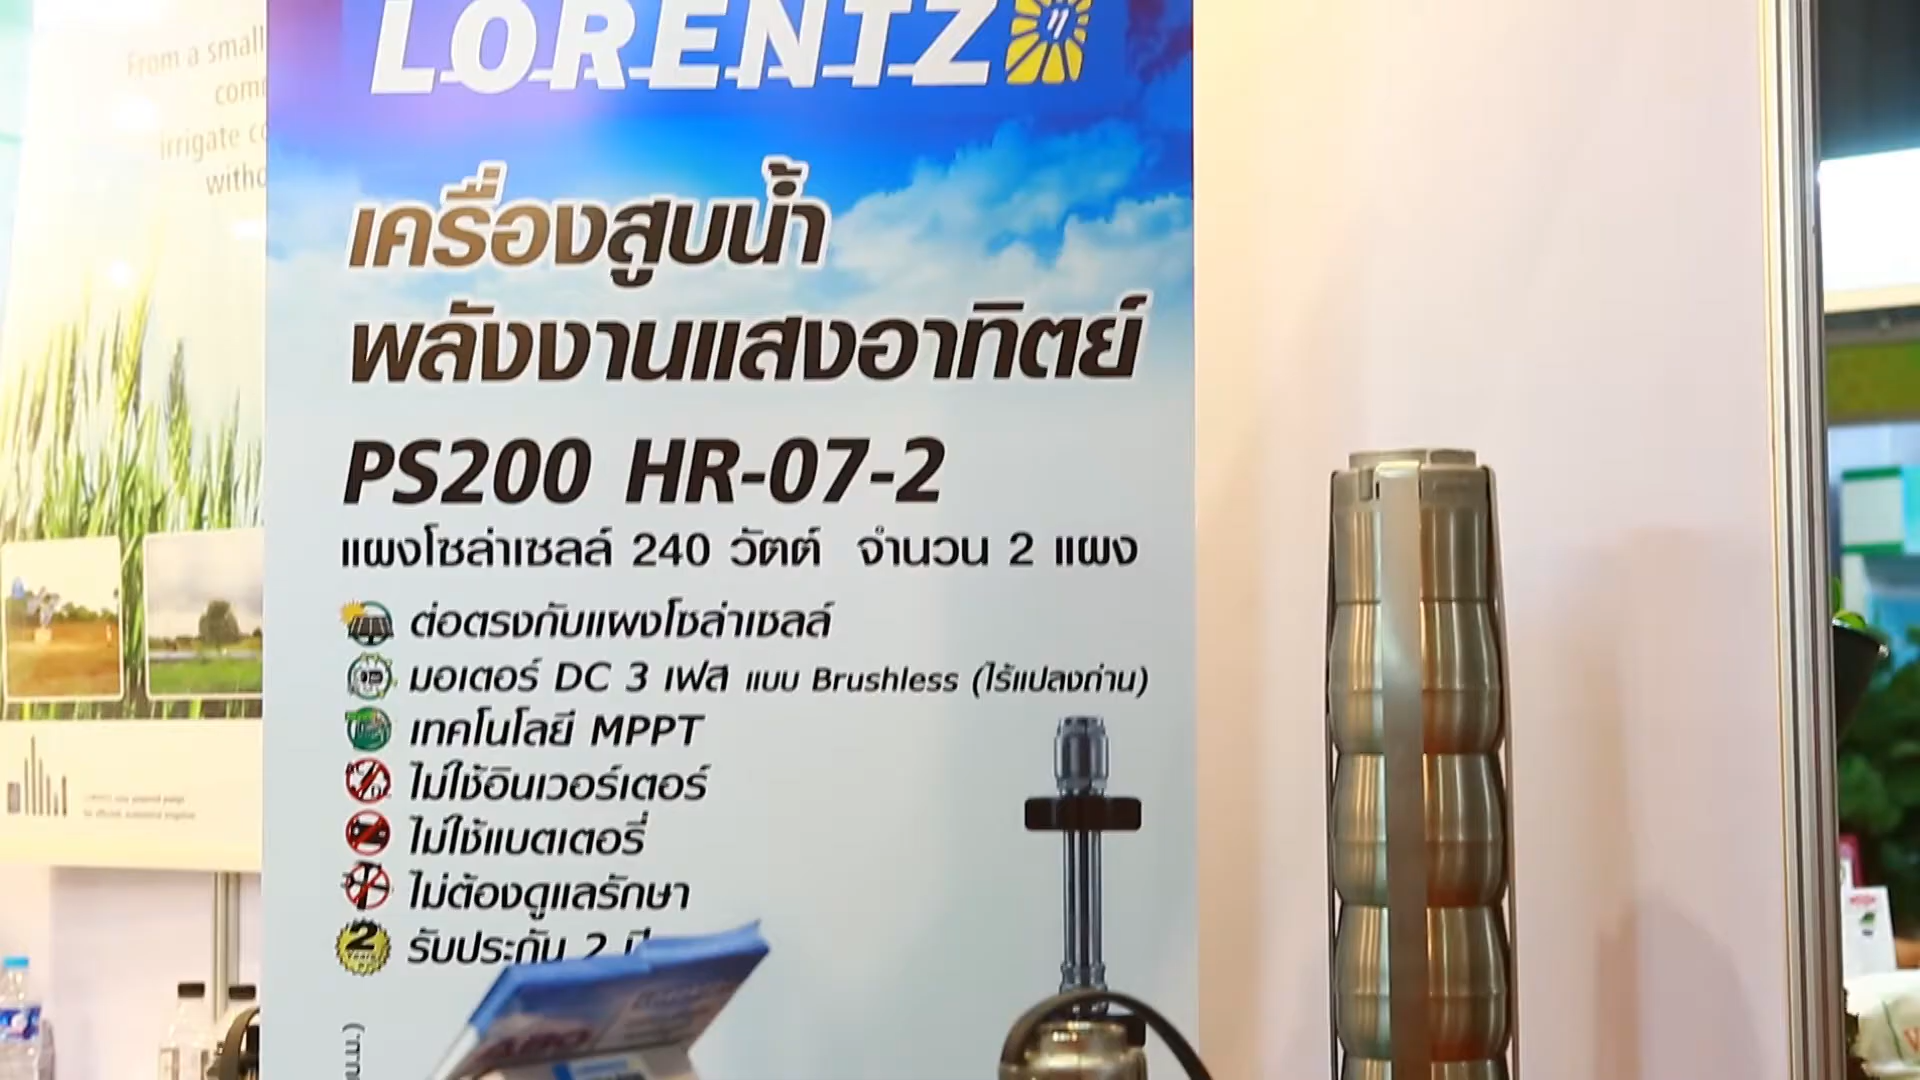 From a small
irrigate
LORENTZ
เครื่องสูบน้ำ
พลังงานแสงอาทิตย์
PS200 HR-07-2
แผงโซล่าเซลล์ 240 วัตต์ จำนวน 2 แผง
ต่อตรงกับแผงโซล่าเซลล์
มอเตอร์ DC 3 เฟส แบบ Brushless (ไร้แปลงถ่าน)
เทคโนโลยี MPPT
ไม่ใช้อินเวอร์เตอร์
ไม่ใช้แบตเตอรี่
ไม่ต้องดูแลรักษา
2
รับประกัน 2 ปี